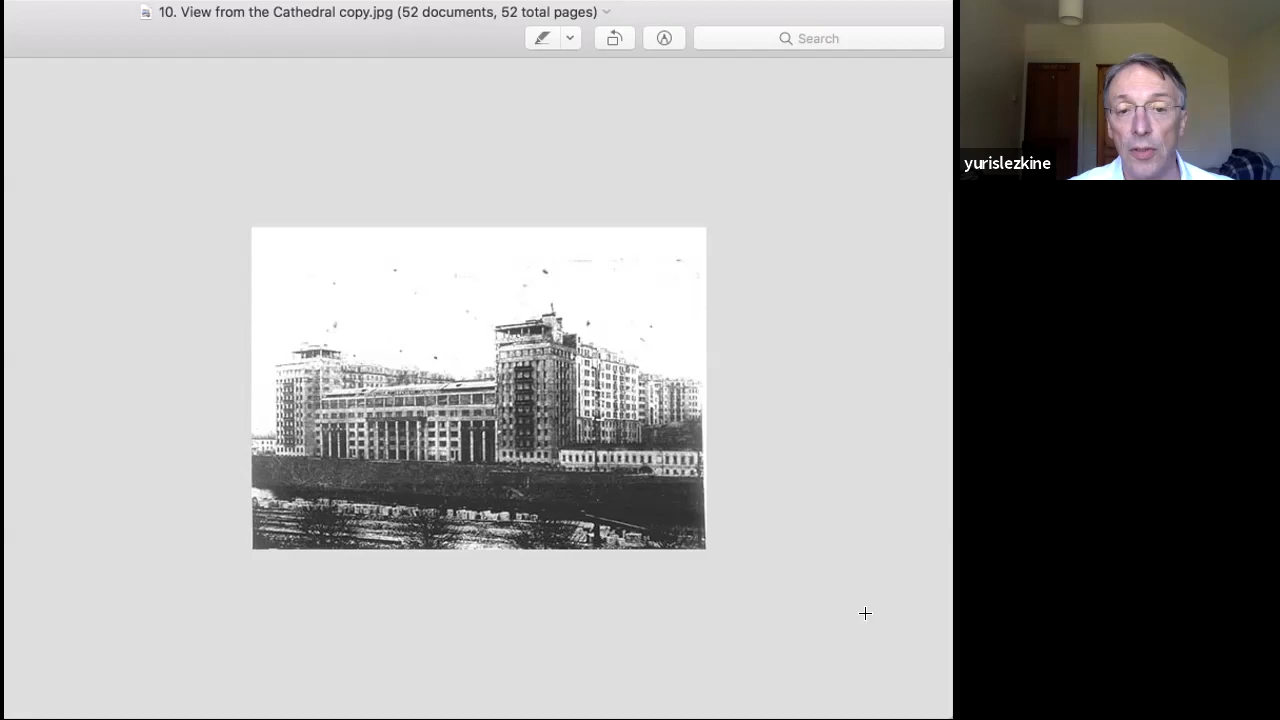 10. View from the Cathedral copy.jpg (52 documents, 52 total pages)
Search
yurislezkine